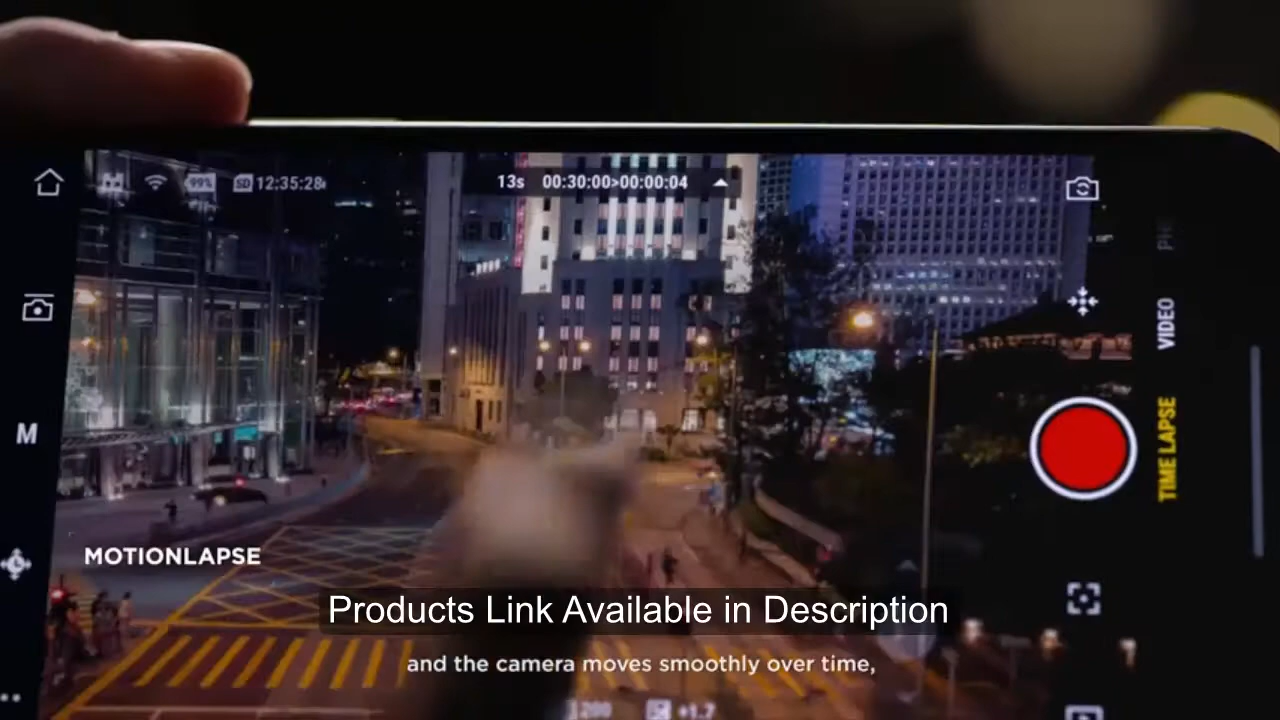 99% SD 12:35:28
13s 00:30:00>00:00:04
VIDEO
TIME LAPSE
M
MOTIONLAPSE
Products Link Available in Description
and the camera moves smoothly over time,
+1.7